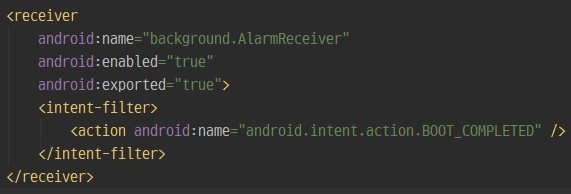 <receiver
android:name="background.AlarmReceiver"
android:enabled="true"
android:exported="true">
<intent-filter>
<action android:name="android.intent.action.BOOT_COMPLETED" />
</intent-filter>
</receiver>